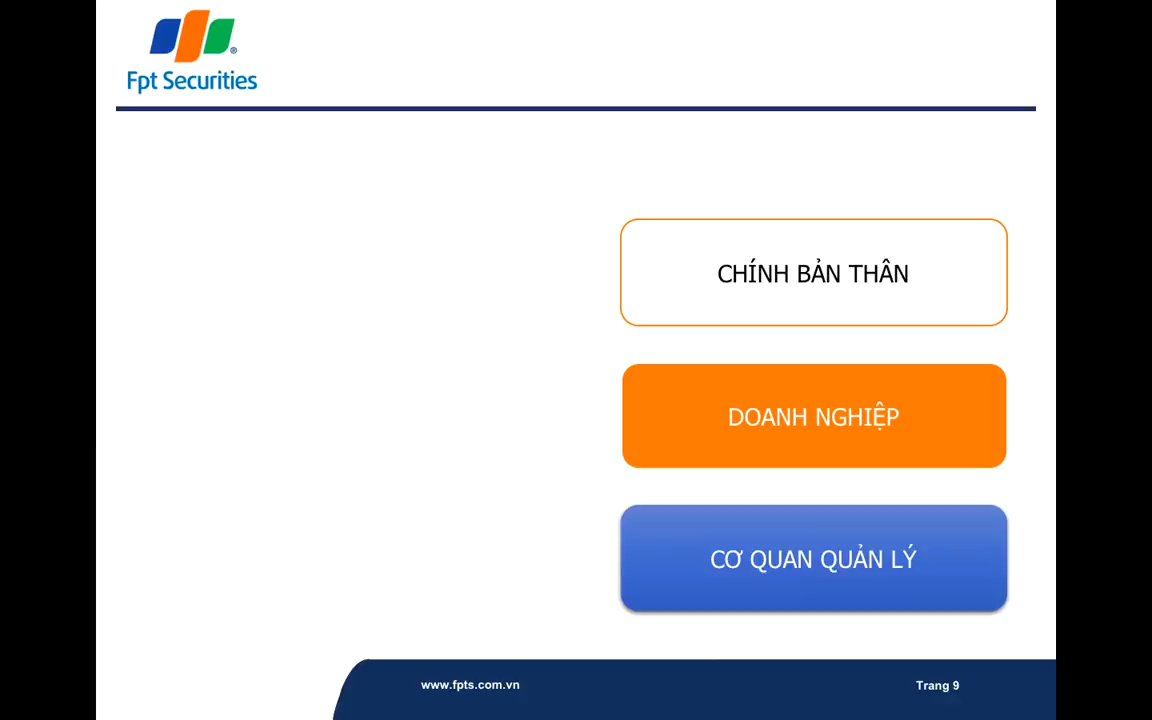 Fpt Securities
CHÍNH BẢN THÂN
DOANH NGHIỆP
CƠ QUAN QUẢN LÝ
www.fpts.com.vn
Trang 9